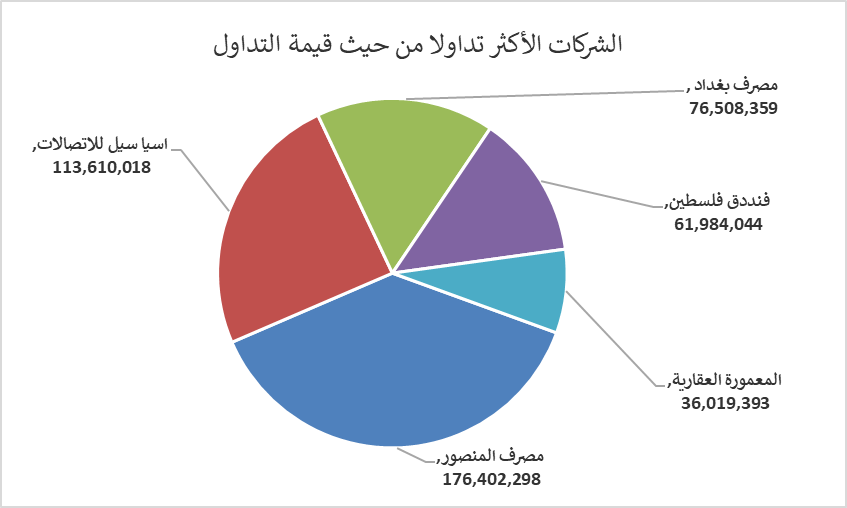 الشركات الأكثر تداولا من حيث قيمة التداول
مصرف بغداد ,
76,508,359
اسيا سيل للاتصالات,
113,610,018
فنددق فلسطين,
61,984,044
المعمورة العقارية,
36,019,393
مصرف المنصور,
176,402,298